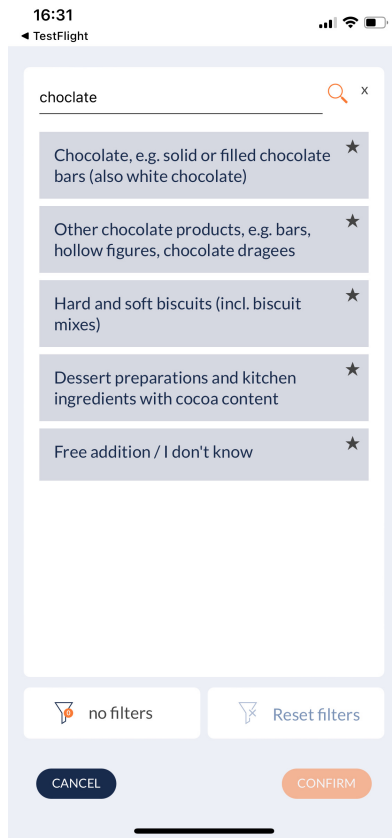 16:31
◀ TestFlight
choclate
x
Chocolate, e.g. solid or filled chocolate
bars (also white chocolate)
Other chocolate products, e.g. bars,
hollow figures, chocolate dragees
Hard and soft biscuits (incl. biscuit
mixes)
Dessert preparations and kitchen
ingredients with cocoa content
Free addition / I don't know
no filters
Reset filters
CANCEL
CONFIRM